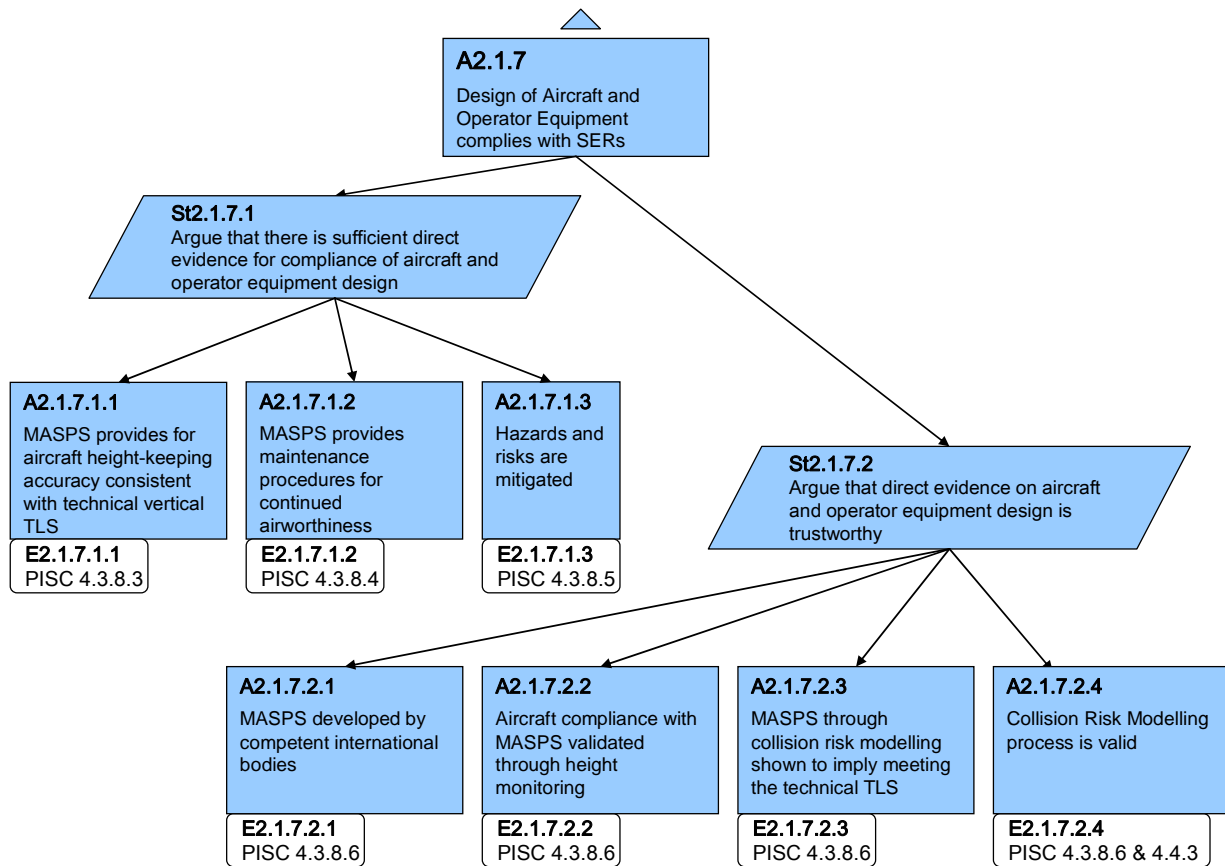 A2.1.7
Design of Aircraft and
Operator Equipment
complies with SERs
St2.1.7.1
Argue that there is sufficient direct
evidence for compliance of aircraft and
operator equipment design
A2.1.7.1.1
MASPS provides for
aircraft height-keeping
accuracy consistent
with technical vertical
TLS
E2.1.7.1.1
PISC 4.3.8.3
A2.1.7.1.2
MASPS provides
maintenance
procedures for
continued
airworthiness
E2.1.7.1.2
PISC 4.3.8.4
A2.1.7.1.3
Hazards and
risks are
mitigated
E2.1.7.1.3
PISC 4.3.8.5
St2.1.7.2
Argue that direct evidence on aircraft
and operator equipment design is
trustworthy
A2.1.7.2.1
MASPS developed by
competent international
bodies
E2.1.7.2.1
PISC 4.3.8.6
A2.1.7.2.2
Aircraft compliance with
MASPS validated
through height
monitoring
E2.1.7.2.2
PISC 4.3.8.6
A2.1.7.2.3
MASPS through
collision risk modelling
shown to imply meeting
the technical TLS
E2.1.7.2.3
PISC 4.3.8.6
A2.1.7.2.4
Collision Risk Modelling
process is valid
E2.1.7.2.4
PISC 4.3.8.6 & 4.4.3